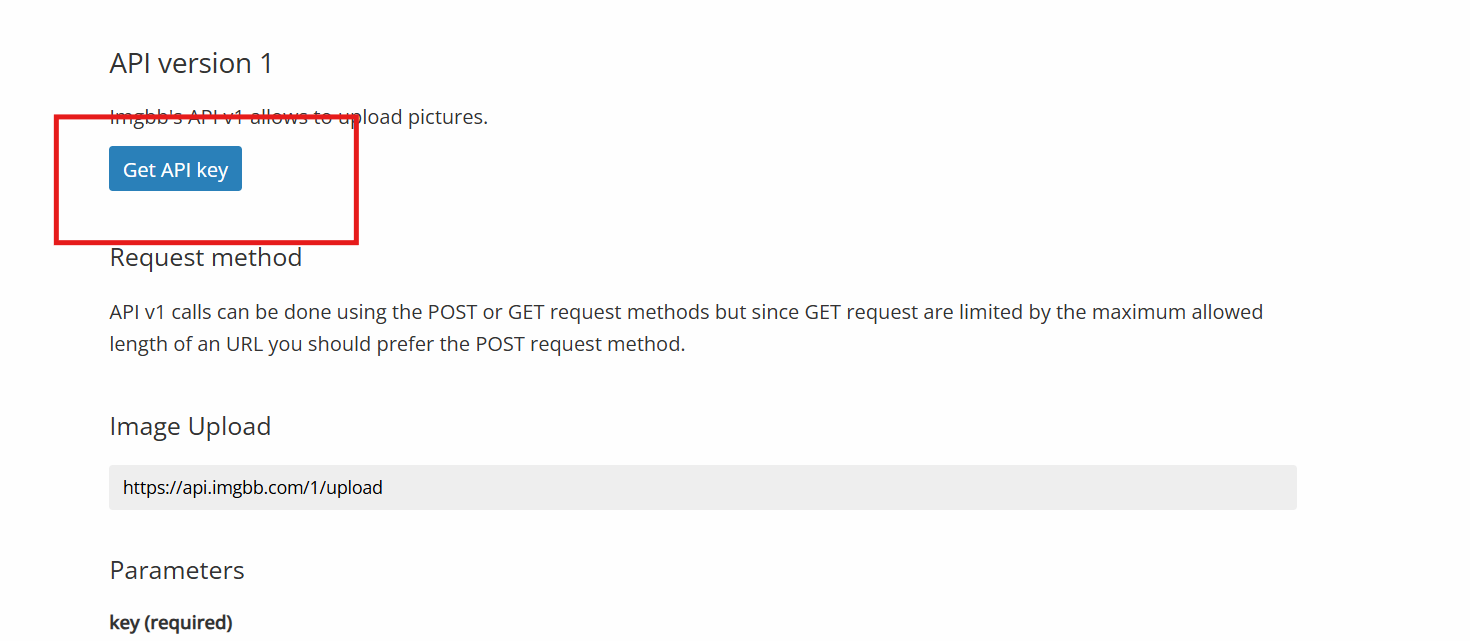 API version 1
Imgbb's API v1 allows to upload pictures.
Get API key
Request method
API v1 calls can be done using the POST or GET request methods but since GET request are limited by the maximum allowed
length of an URL you should prefer the POST request method.
Image Upload
https://api.imgbb.com/1/upload
Parameters
key (required)